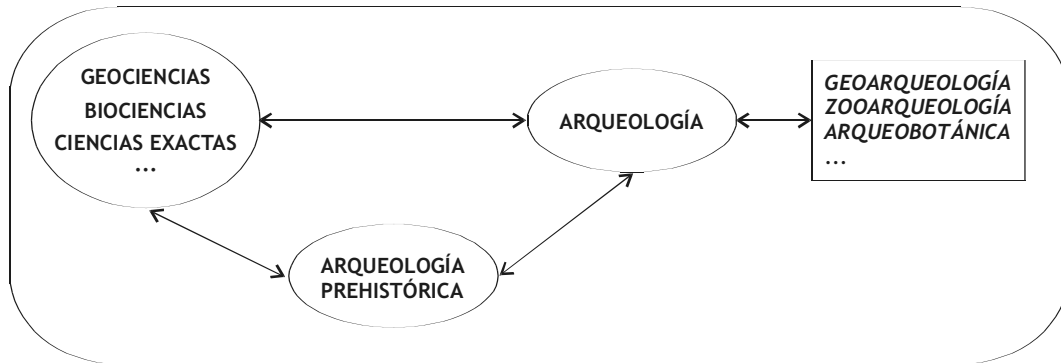 GEOCIENCIAS
BIOCIENCIAS
CIENCIAS EXACTAS
...
ARQUEOLOGÍA
GEOARQUEOLOGÍA
ZOOARQUEOLOGÍA
ARQUEOBOTÁNICA
...
ARQUEOLOGÍA
PREHISTÓRICA